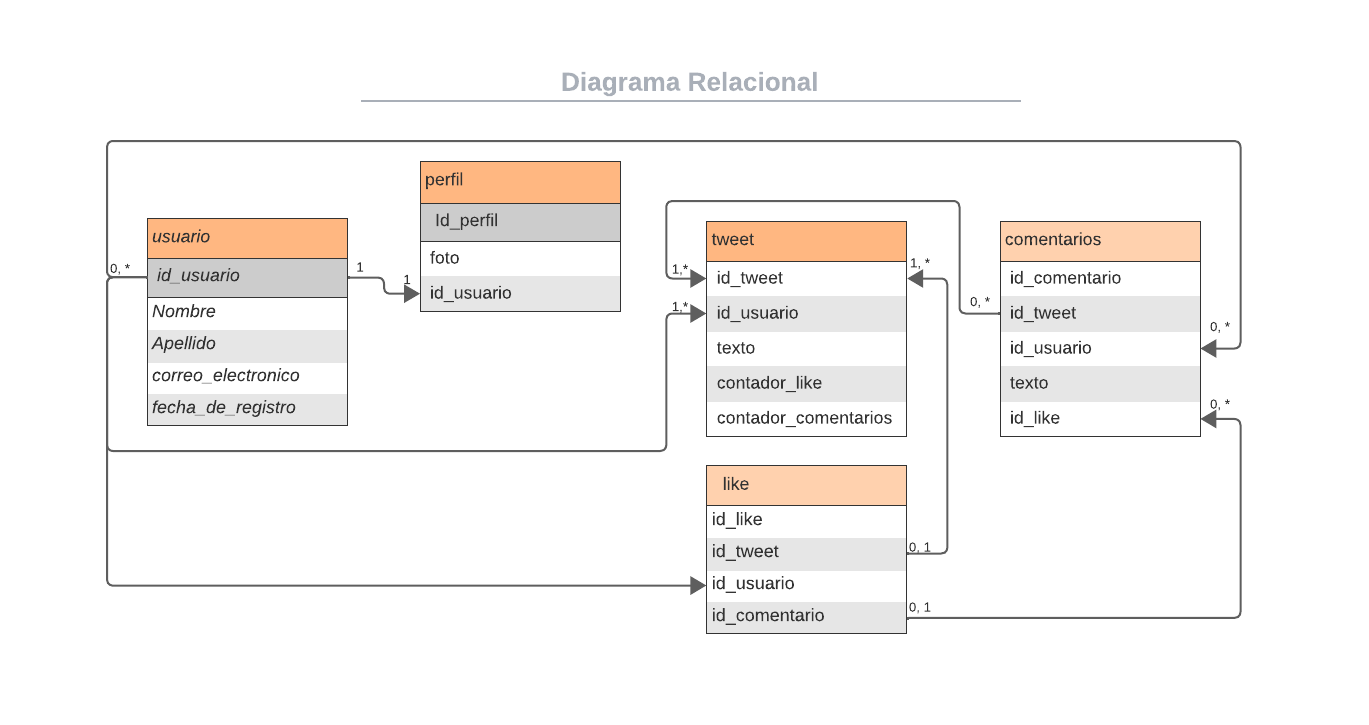 Diagrama Relacional
usuario
id_usuario
Nombre
Apellido
correo_electronico
fecha_de_registro
0, *
1
1
perfil
Id_perfil
foto
id_usuario
1,*
1,*
tweet
id_tweet
id_usuario
texto
contador_like
contador_comentarios
1, *
0, *
comentarios
id_comentario
id_tweet
id_usuario
texto
id_like
0, *
0, *
like
id_like
id_tweet
id_usuario
id_comentario
0, 1
0, 1